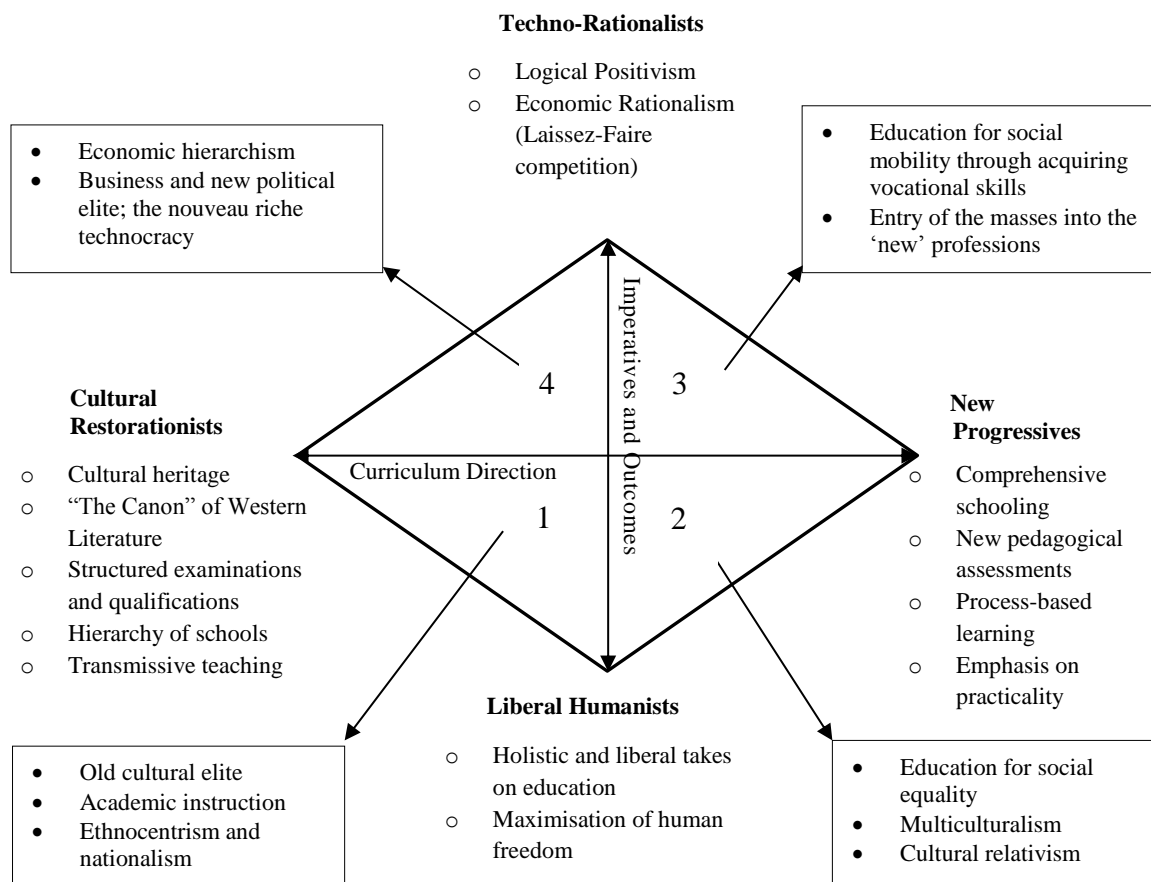 Techno-Rationalists
o Logical Positivism
o Economic Rationalism
(Laissez-Faire
competition)
• Economic hierarchism
• Business and new political
elite; the nouveau riche
technocracy
• Education for social
mobility through acquiring
vocational skills
• Entry of the masses into the
‘new’ professions
Imperatives and Outcomes
4
3
Cultural
Restorationists
o Cultural heritage
o “The Canon” of Western
Literature
o Structured examinations
and qualifications
o Hierarchy of schools
o Transmissive teaching
Curriculum Direction
1
2
New
Progressives
o Comprehensive
schooling
o New pedagogical
assessments
o Process-based
learning
o Emphasis on
practicality
Liberal Humanists
o Holistic and liberal takes
on education
o Maximisation of human
freedom
• Old cultural elite
• Academic instruction
• Ethnocentrism and
nationalism
• Education for social
equality
• Multiculturalism
• Cultural relativism